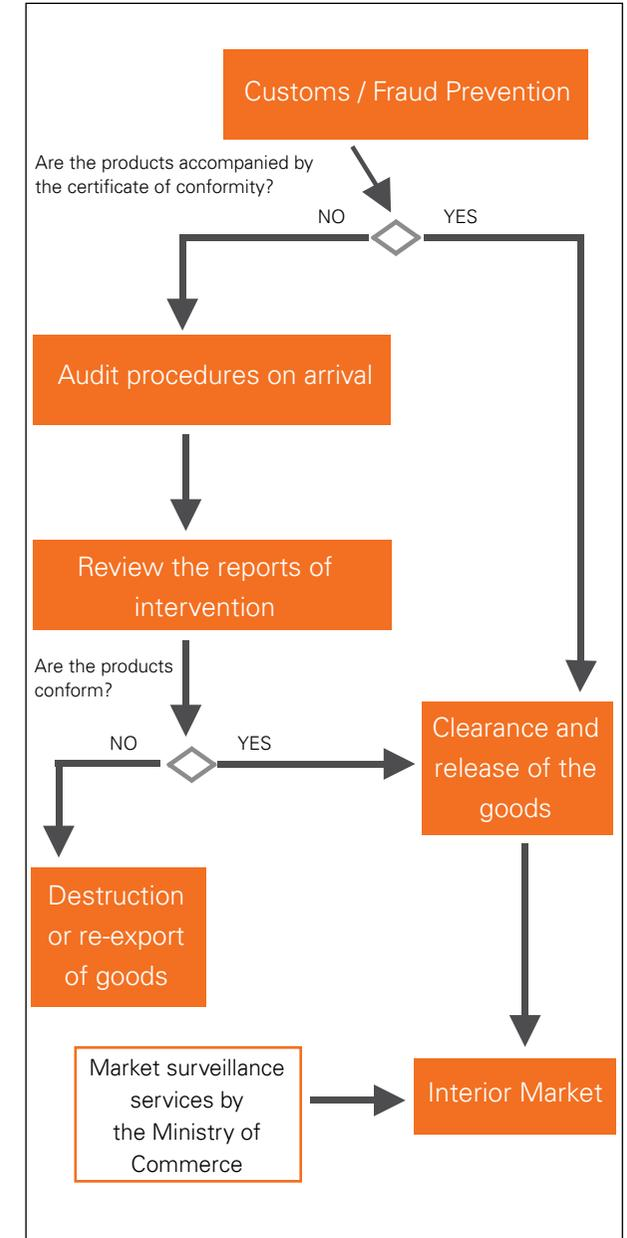 Customs / Fraud Prevention
Are the products accompanied by
the certificate of conformity?
NO
YES
Audit procedures on arrival
Review the reports of
intervention
Are the products
conform?
NO
YES
Clearance and
release of the
goods
Destruction
or re-export
of goods
Market surveillance
services by
the Ministry of
Commerce
Interior Market